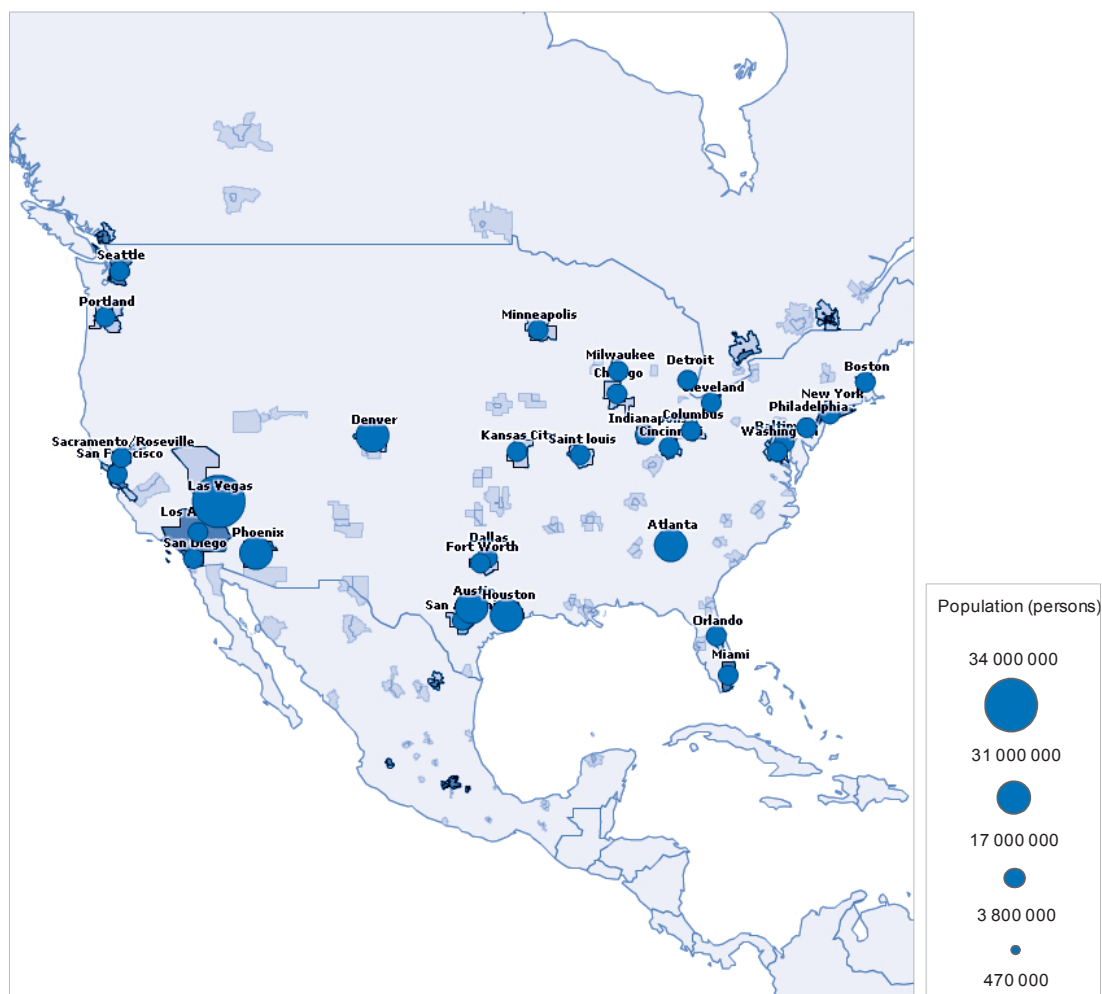 Seattle
Portland
Minneapolis
Milwaukee
Detroit
Boston
New York
Philadelphia
Columbus
Denver
Kansas City
Saint louis
Sacramento/Roseville
San Francisco
Las Vegas
Phoenix
San Diego
Atlanta
Dallas
Fort Worth
Houston
Orlando
Miami
Population (persons)
34 000 000
31 000 000
17 000 000
3 800 000
470 000